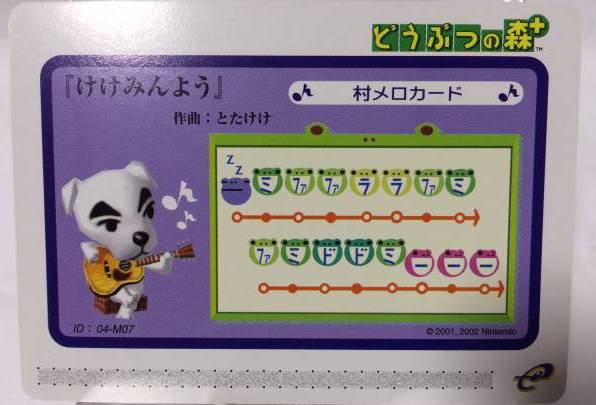 どうぶつの森+
TM
『けけみんよう』
村メロカード
作曲:とたけけ
z z
ミ ファ ファ ラ ラ ファ ミ
ファ ミ ド ド ミ ー ー ー
ID: 04-M07
© 2001, 2002 Nintendo
e